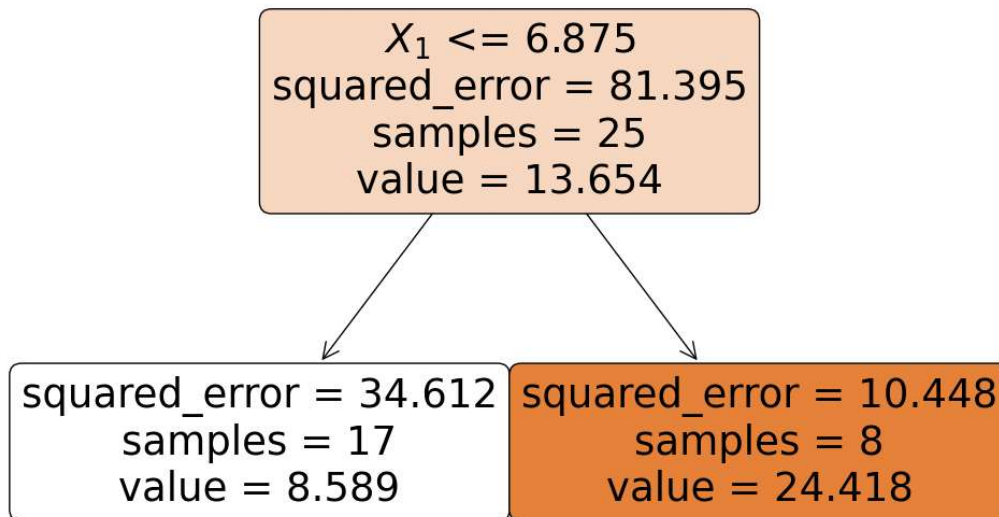 X₁ <= 6.875
squared_error = 81.395
samples = 25
value = 13.654
squared_error = 34.612
samples = 17
value = 8.589
squared_error = 10.448
samples = 8
value = 24.418